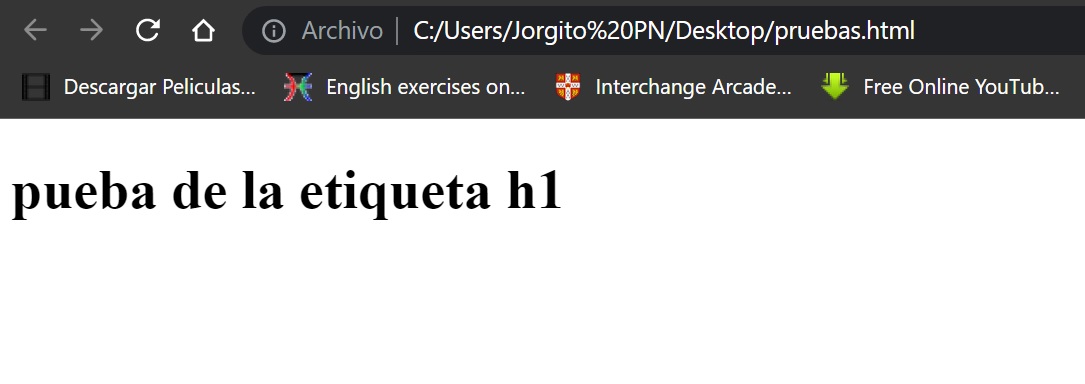 Archivo | C:/Users/Jorgito%20PN/Desktop/pruebas.html
Descargar Peliculas... English exercises on... Interchange Arcade... Free Online YouTub...
pueba de la etiqueta h1